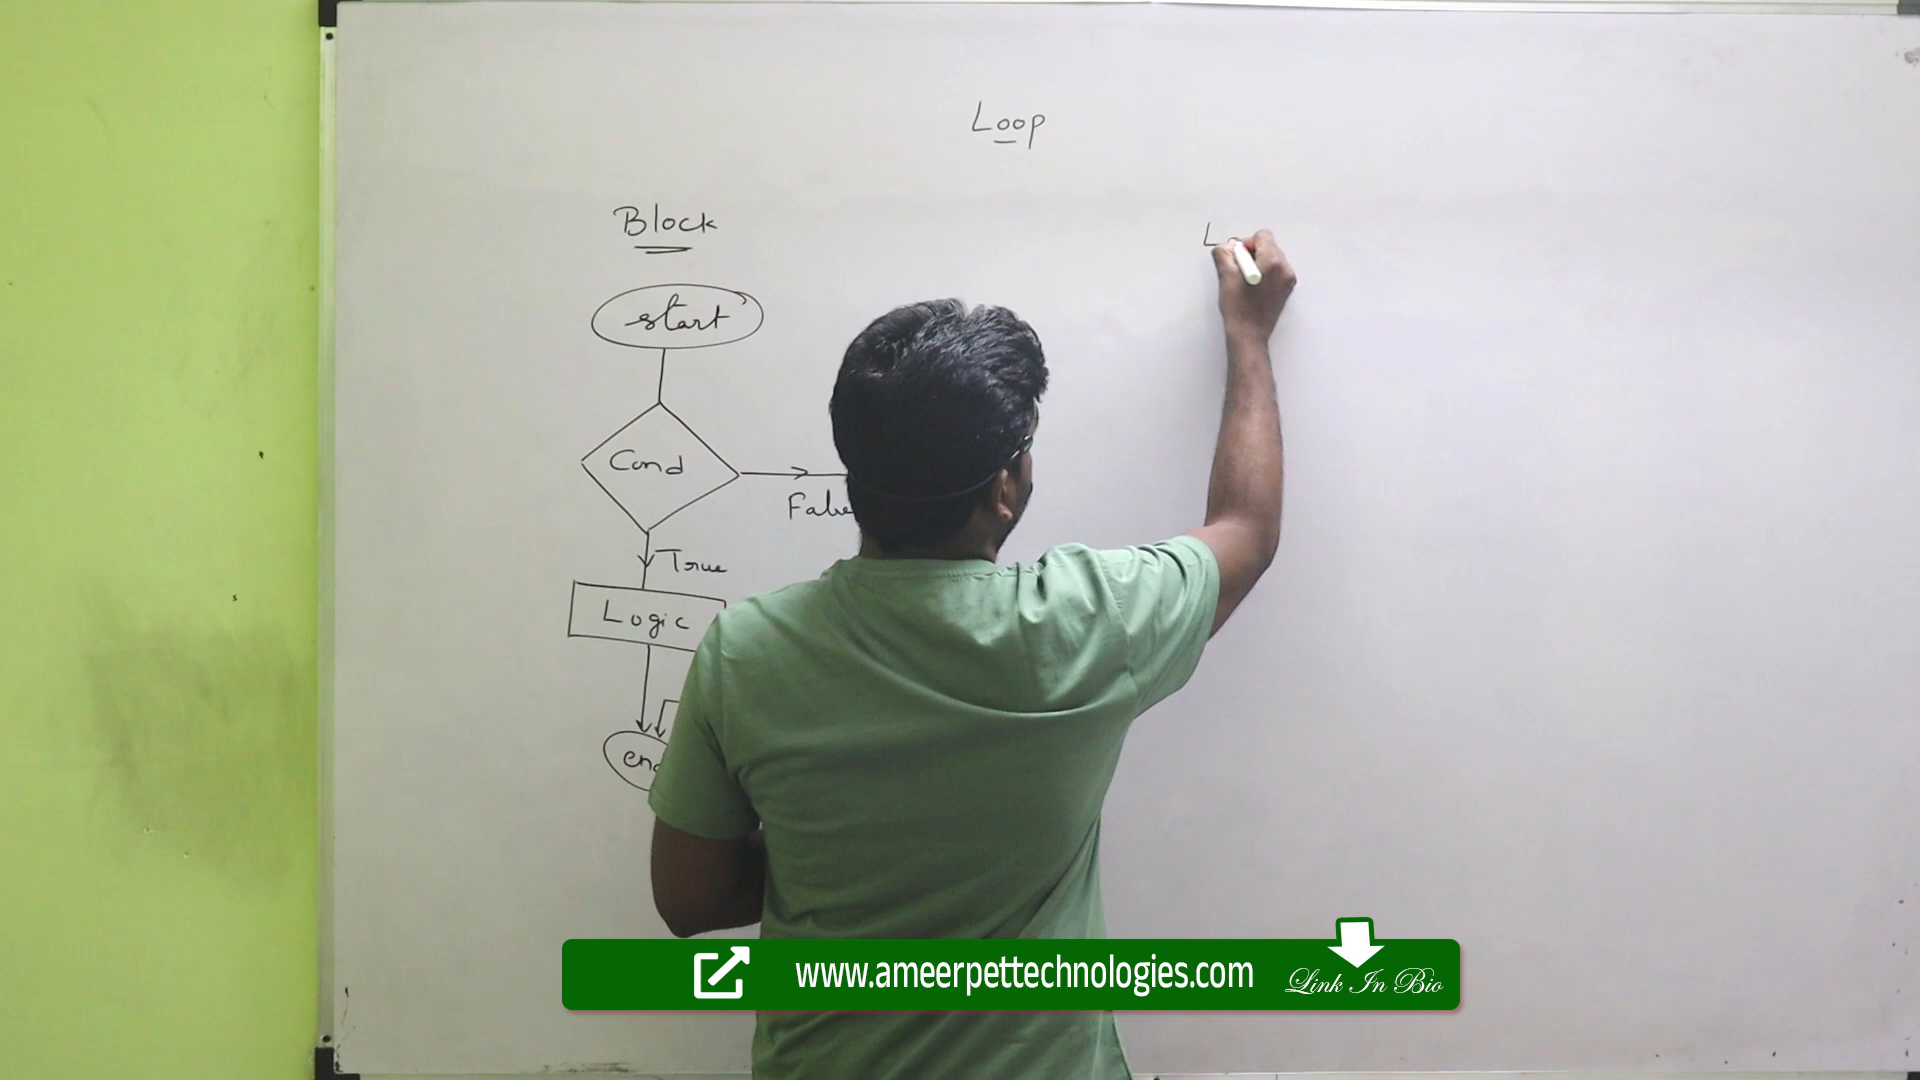 Loop
Block
start
Cond
False
True
Logic
www.ameerpettechnologies.com
Link In Bio